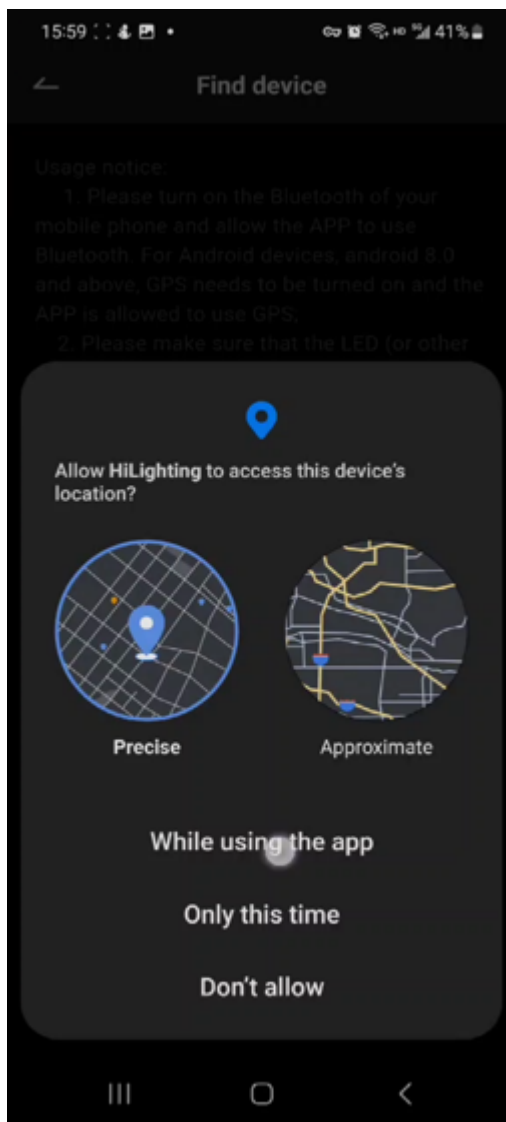 15:59
HD 5G 41%
Find device
Usage notice:
1. Please turn on the Bluetooth of your
mobile phone and allow the APP to use
Bluetooth. For Android devices, android 8.0
and above, GPS needs to be turned on and the
APP is allowed to use GPS;
2. Please make sure that the LED (or other
Allow HiLighting to access this device's
location?
Precise
Approximate
While using the app
Only this time
Don't allow